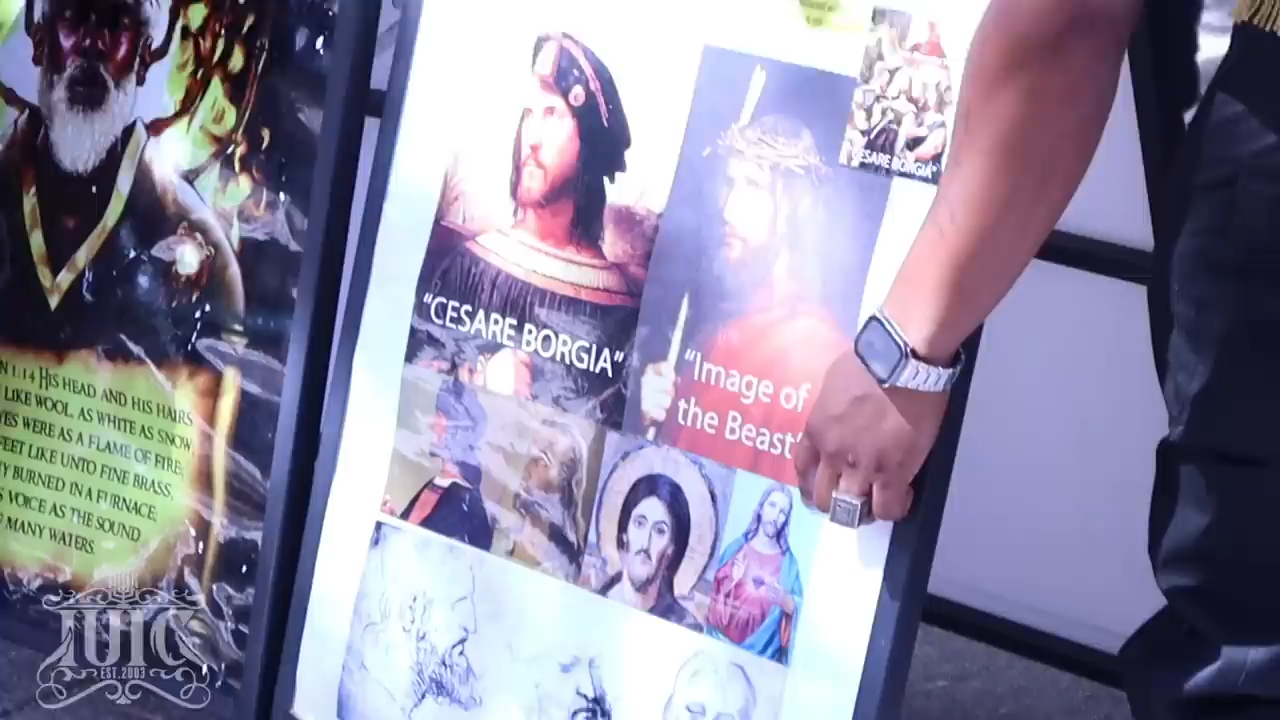 "CESARE BORGIA"
"Image of
the Beast"
"CESARE BORGIA"
1:14 HIS HEAD AND HIS HAIRS
LIKE WOOL, AS WHITE AS SNOW;
WERE AS A FLAME OF FIRE;
FEET LIKE UNTO FINE BRASS,
BURNED IN A FURNACE;
VOICE AS THE SOUND
MANY WATERS.
IUIC
EST. 2003